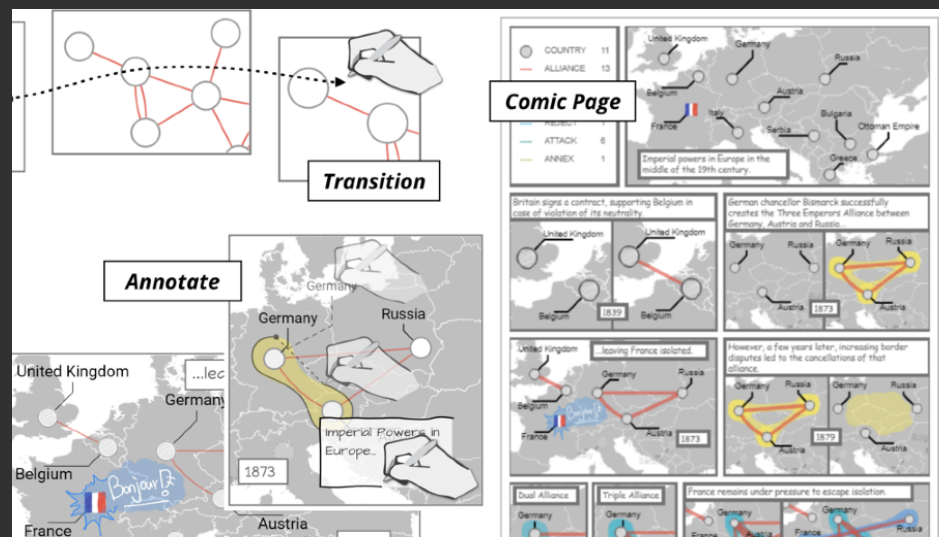 Transition
Annotate
Germany
Germany
Russia
Imperial Powers in
Europe...
1873
United Kingdom
...lec
Germany
Belgium
Bonjour!
France
Austria
Comic Page
COUNTRY 11
ALLIANCE 13
ATTACK 6
ANNEX 1
United Kingdom
Germany
Russia
Belgium
Austria
France
Italy
Bulgaria
Serbia
Ottoman Empire
Greece
Imperial powers in Europe in the
middle of the 19th century.
Britain signs a contract, supporting Belgium in
case of violation of its neutrality.
United Kingdom
Belgium
1839
United Kingdom
Belgium
German chancellor Bismarck successfully
creates the Three Emperors Alliance between
Germany, Austria and Russia...
Germany
Russia
Austria
1873
Germany
Russia
Austria
...leaving France isolated.
United Kingdom
Germany
Russia
Belgium
Bonjour!
France
Austria
1873
However, a few years later, increasing border
disputes led to the cancellations of that
alliance.
Germany
Russia
Austria
1879
Germany
Russia
Austria
Dual Alliance
Germany
Triple Alliance
Germany
France remains under pressure to escape isolation.
Germany
France
Austria
Germany
France
Russia